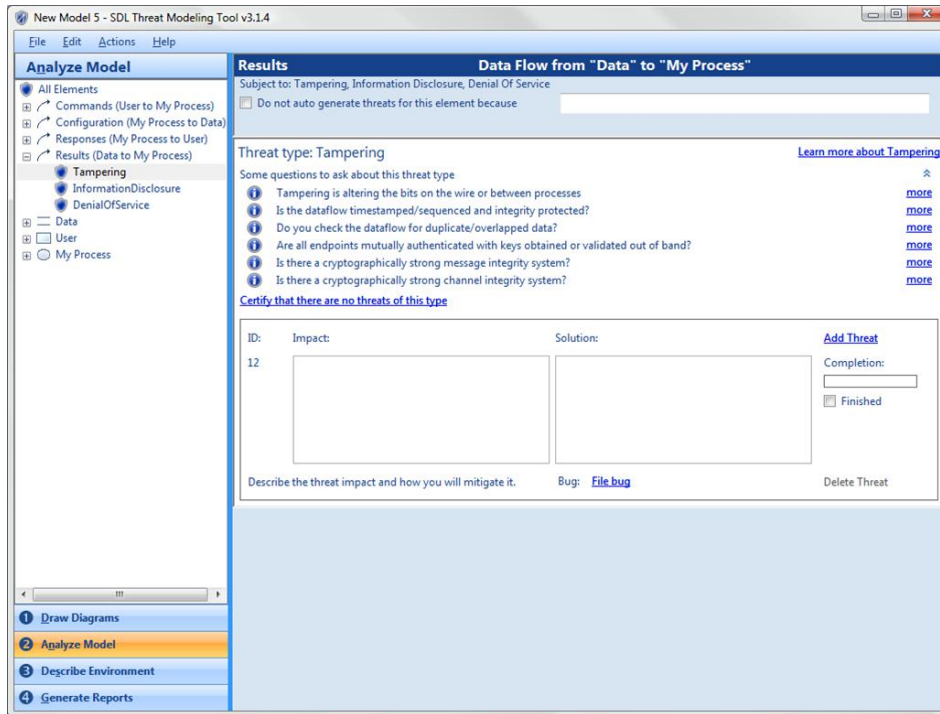 New Model 5 - SDL Threat Modeling Tool v3.1.4
File Edit Actions Help
Analyze Model
All Elements
Commands (User to My Process)
Configuration (My Process to Data)
Responses (My Process to User)
Results (Data to My Process)
Tampering
InformationDisclosure
DenialOfService
Data
User
My Process
1 Draw Diagrams
2 Analyze Model
3 Describe Environment
4 Generate Reports
Results Data Flow from "Data" to "My Process"
Subject to: Tampering, Information Disclosure, Denial Of Service
Do not auto generate threats for this element because
Threat type: Tampering Learn more about Tampering
Some questions to ask about this threat type
Tampering is altering the bits on the wire or between processes more
Is the dataflow timestamped/sequenced and integrity protected? more
Do you check the dataflow for duplicate/overlapped data? more
Are all endpoints mutually authenticated with keys obtained or validated out of band? more
Is there a cryptographically strong message integrity system? more
Is there a cryptographically strong channel integrity system? more
Certify that there are no threats of this type
ID: Impact: Solution: Add Threat
12 Completion:
Finished
Describe the threat impact and how you will mitigate it. Bug: File bug Delete Threat